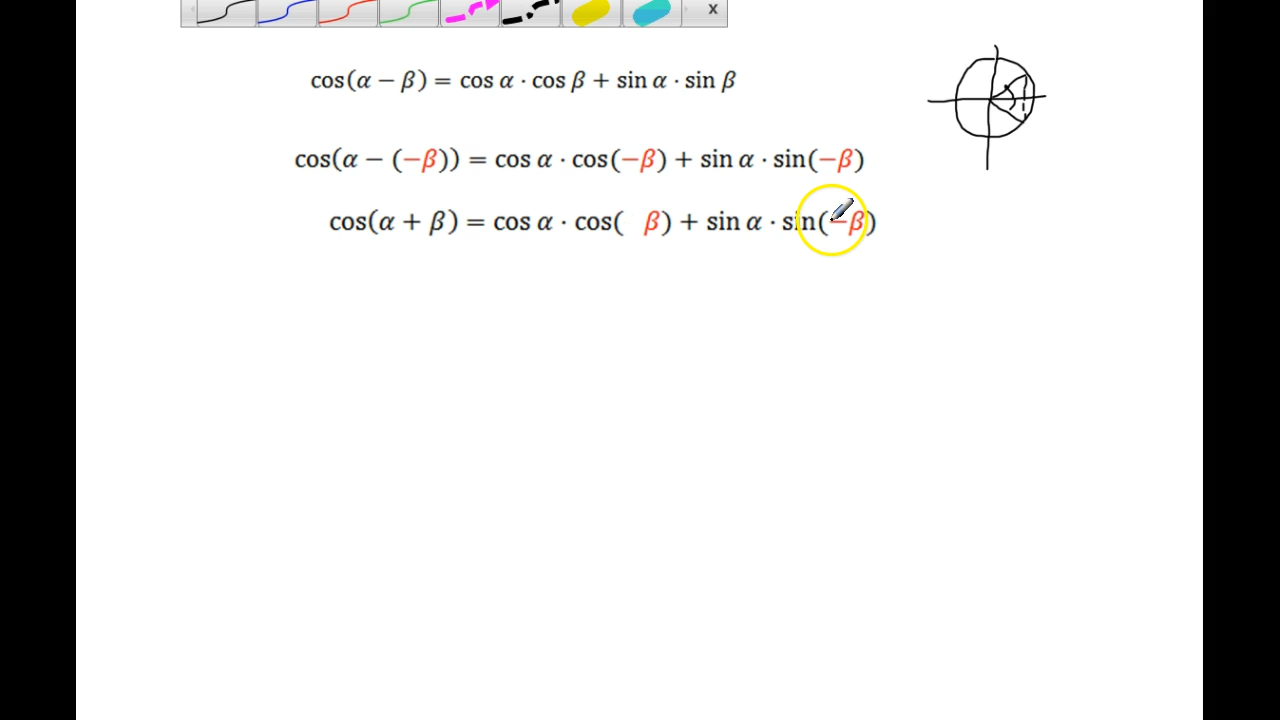 x
cos(α − β) = cos α · cos β + sin α · sin β
cos(α − (−β)) = cos α · cos(−β) + sin α · sin(−β)
cos(α + β) = cos α · cos( β) + sin α · sin(−β)